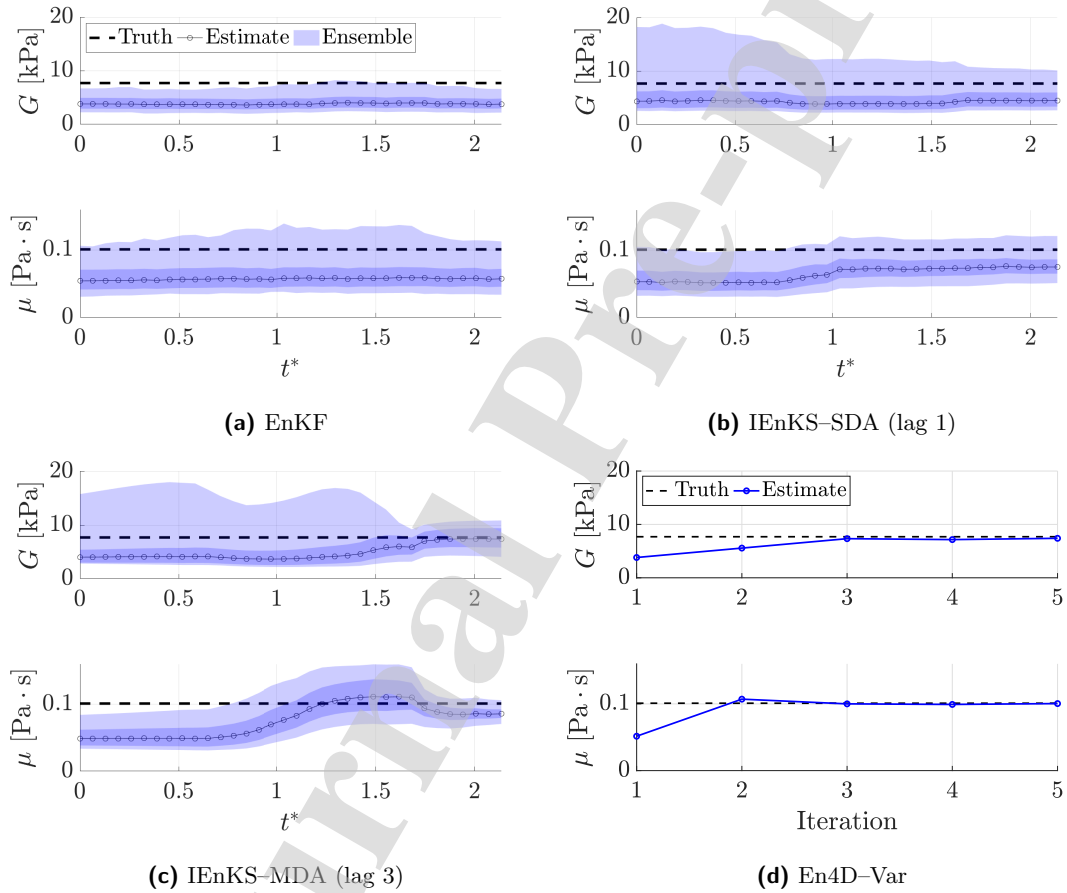 20
10
0
G [kPa]
Truth Estimate Ensemble
0 0.5 1 1.5 2
0.1
0
μ [Pa · s]
0 0.5 1 1.5 2
t*
(a) EnKF
20
10
0
G [kPa]
0 0.5 1 1.5 2
0.1
0
μ [Pa · s]
0 0.5 1 1.5 2
t*
(b) IEnKS–SDA (lag 1)
20
10
0
G [kPa]
0 0.5 1 1.5 2
0.1
0
μ [Pa · s]
0 0.5 1 1.5 2
t*
(c) IEnKS–MDA (lag 3)
20
10
0
G [kPa]
Truth Estimate
1 2 3 4 5
0.1
0
μ [Pa · s]
1 2 3 4 5
Iteration
(d) En4D–Var
urnal Pre-p